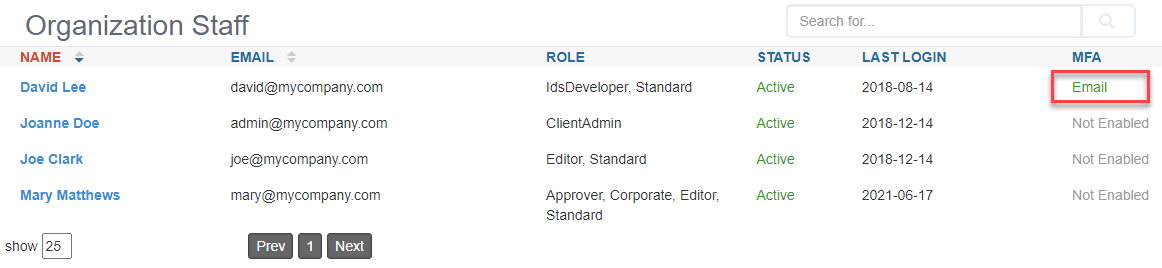 Organization Staff Search for...
NAME EMAIL ROLE STATUS LAST LOGIN MFA
David Lee david@mycompany.com IdsDeveloper, Standard Active 2018-08-14 Email
Joanne Doe admin@mycompany.com ClientAdmin Active 2018-12-14 Not Enabled
Joe Clark joe@mycompany.com Editor, Standard Active 2018-12-14 Not Enabled
Mary Matthews mary@mycompany.com Approver, Corporate, Editor, Active 2021-06-17 Not Enabled
Standard
show 25 Prev 1 Next